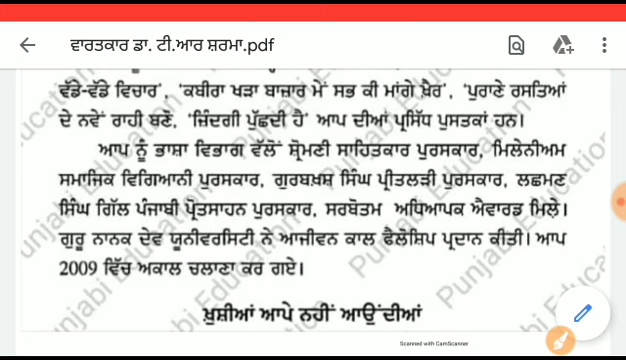 ਵਾਰਤਕਾਰ ਡਾ. ਟੀ.ਆਰ ਸ਼ਰਮਾ.pdf
ਵੱਡੇ-ਵੱਡੇ ਵਿਚਾਰ', 'ਕਬੀਰਾ ਖੜਾ ਬਾਜ਼ਾਰ ਮੇਂ ਸਭ ਕੀ ਮਾਂਗੇ ਖ਼ੈਰ', 'ਪੁਰਾਣੇ ਰਸਤਿਆਂ
ਦੇ ਨਵੇਂ ਰਾਹੀ ਬਣੋ, 'ਜ਼ਿੰਦਗੀ ਪੁੱਛਦੀ ਹੈ' ਆਪ ਦੀਆਂ ਪ੍ਰਸਿੱਧ ਪੁਸਤਕਾਂ ਹਨ।
ਆਪ ਨੂੰ ਭਾਸ਼ਾ ਵਿਭਾਗ ਵੱਲੋਂ ਸ਼੍ਰੋਮਣੀ ਸਾਹਿਤਕਾਰ ਪੁਰਸਕਾਰ, ਮਿਲੇਨੀਅਮ
ਸਮਾਜਿਕ ਵਿਗਿਆਨੀ ਪੁਰਸਕਾਰ, ਗੁਰਬਖ਼ਸ਼ ਸਿੰਘ ਪ੍ਰੀਤਲੜੀ ਪੁਰਸਕਾਰ, ਲਛਮਣ
ਸਿੰਘ ਗਿੱਲ ਪੰਜਾਬੀ ਪ੍ਰੋਤਸਾਹਨ ਪੁਰਸਕਾਰ, ਸਰਬੋਤਮ ਅਧਿਆਪਕ ਐਵਾਰਡ ਮਿਲੇ।
ਗੁਰੂ ਨਾਨਕ ਦੇਵ ਯੂਨੀਵਰਸਿਟੀ ਨੇ ਆਜੀਵਨ ਕਾਲ ਫੈਲੋਸ਼ਿਪ ਪ੍ਰਦਾਨ ਕੀਤੀ। ਆਪ
2009 ਵਿੱਚ ਅਕਾਲ ਚਲਾਣਾ ਕਰ ਗਏ।
ਖ਼ੁਸ਼ੀਆਂ ਆਪੇ ਨਹੀਂ ਆਉਂਦੀਆਂ
Scanned with CamScanner